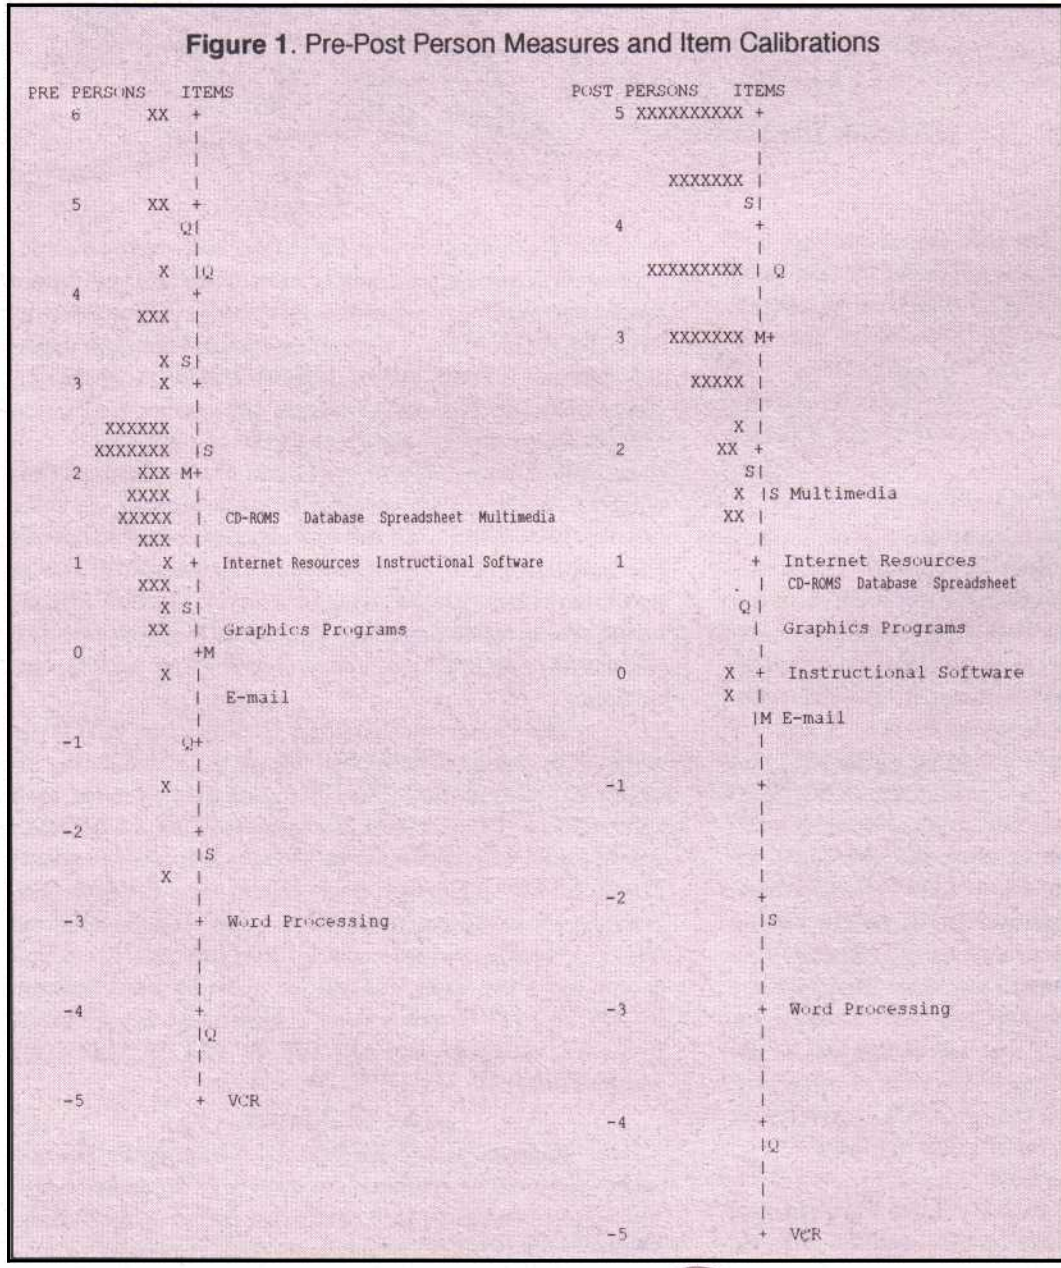 Figure 1. Pre-Post Person Measures and Item Calibrations
PRE PERSONS ITEMS
6 XX +
|
|
|
5 XX +
Q|
|
X |Q
4 +
XXX |
|
X S|
3 X +
|
XXXXXX |
XXXXXXX |S
2 XXX M+
XXXX |
XXXXX | CD-ROMS Database Spreadsheet Multimedia
XXX |
1 X + Internet Resources Instructional Software
XXX |
X S|
XX | Graphics Programs
0 +M
X |
| E-mail
|
-1 Q+
|
X |
|
-2 +
|S
X |
|
-3 + Word Processing
|
|
|
-4 +
|Q
|
|
-5 + VCR
POST PERSONS ITEMS
5 XXXXXXXXXX +
|
|
XXXXXXX |
S|
4 +
|
XXXXXXXXX | Q
|
|
3 XXXXXXX M+
|
XXXXX |
|
X |
2 XX +
S|
X |S Multimedia
XX |
|
1 + Internet Resources
| CD-ROMS Database Spreadsheet
Q|
| Graphics Programs
|
0 X + Instructional Software
X |
|M E-mail
|
|
-1 +
|
|
|
|
-2 +
|S
|
|
|
-3 + Word Processing
|
|
|
|
-4 +
|Q
|
|
|
-5 + VCR